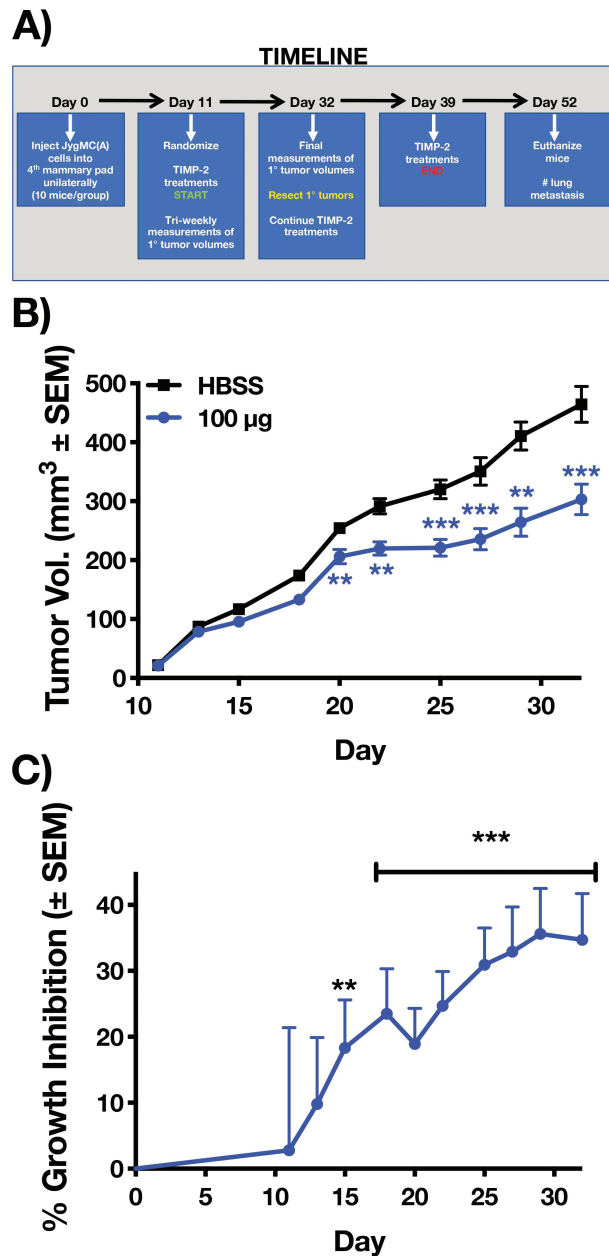 A)
TIMELINE
Day 0 Day 11 Day 32 Day 39 Day 52
Inject JygMC(A)
cells into
4th mammary pad
unilaterally
(10 mice/group)
Randomize
TIMP-2
treatments
START
Tri-weekly
measurements of
1° tumor volumes
Final
measurements of
1° tumor volumes
Resect 1° tumors
Continue TIMP-2
treatments
TIMP-2
treatments
END
Euthanize
mice
# lung
metastasis
B)
Tumor Vol. (mm³ ± SEM)
500
400
300
200
100
0
HBSS
100 µg
** ** *** *** ** ***
10 15 20 25 30
Day
C)
% Growth Inhibition (± SEM)
40
30
20
10
0
**
***
0 5 10 15 20 25 30
Day